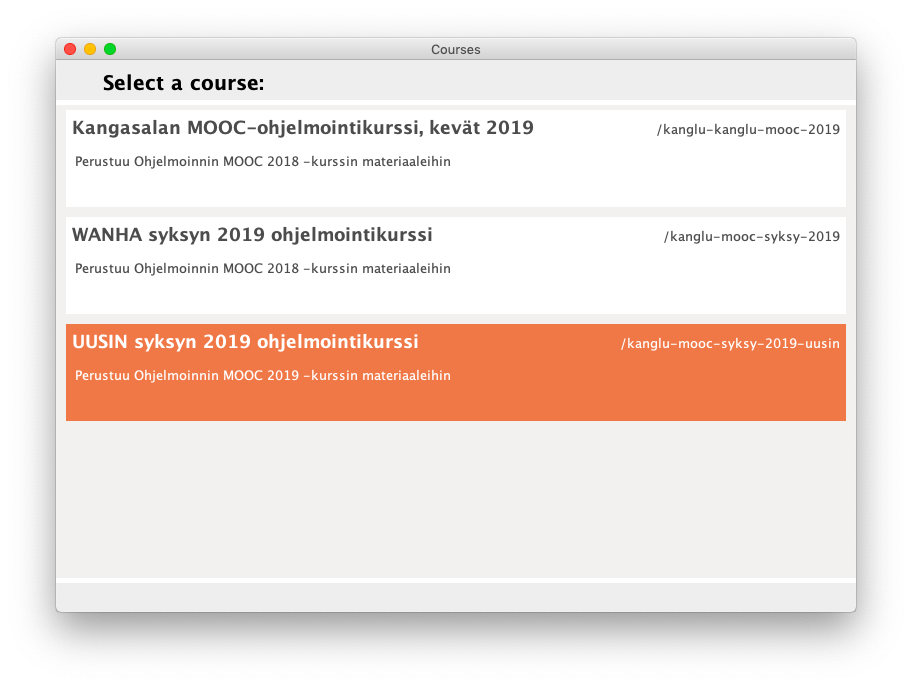 Courses
Select a course:
Kangasalan MOOC-ohjelmointikurssi, kevät 2019 /kanglu-kanglu-mooc-2019
Perustuu Ohjelmoinnin MOOC 2018 -kurssin materiaaleihin
WANHA syksyn 2019 ohjelmointikurssi /kanglu-mooc-syksy-2019
Perustuu Ohjelmoinnin MOOC 2018 -kurssin materiaaleihin
UUSIN syksyn 2019 ohjelmointikurssi /kanglu-mooc-syksy-2019-uusin
Perustuu Ohjelmoinnin MOOC 2019 -kurssin materiaaleihin